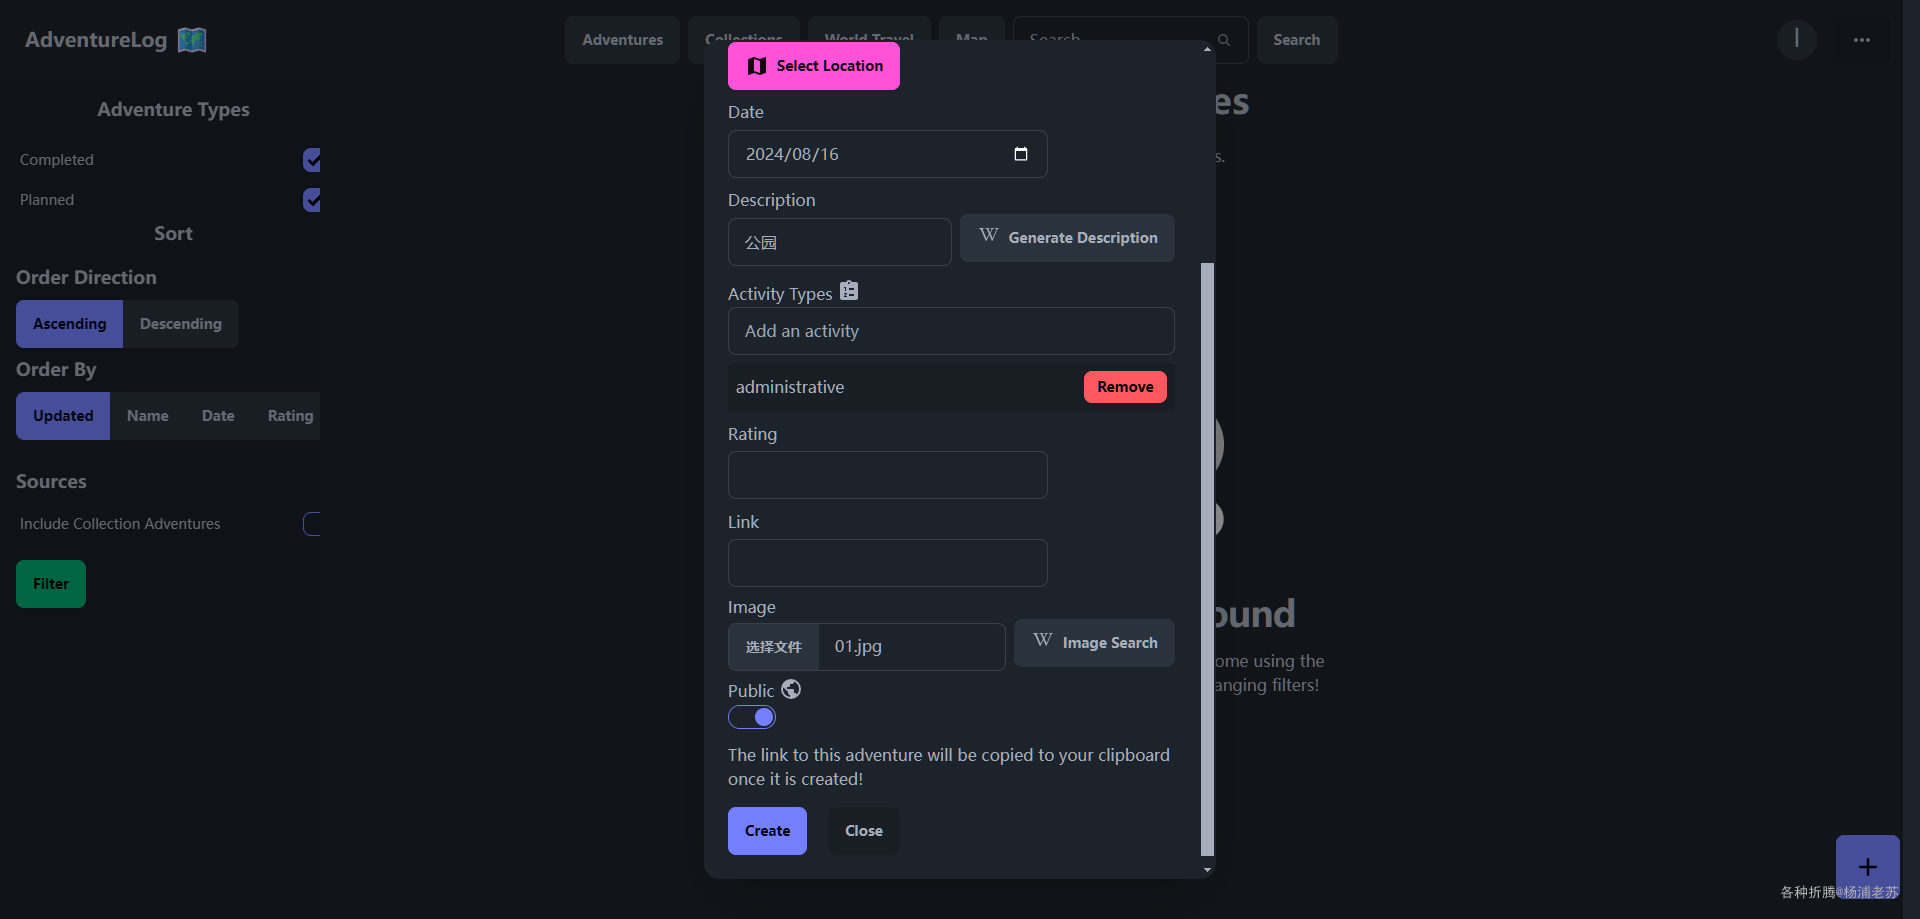 AdventureLog
Adventures
Collections
World Travel
Map
Search
Search
Adventure Types
Completed
Planned
Sort
Order Direction
Ascending
Descending
Order By
Updated
Name
Date
Rating
Sources
Include Collection Adventures
Filter
Select Location
Date
2024/08/16
Description
公园
W Generate Description
Activity Types
Add an activity
administrative
Remove
Rating
Link
Image
选择文件 01.jpg
W Image Search
Public
The link to this adventure will be copied to your clipboard
once it is created!
Create
Close
es
s.
ound
ome using the
anging filters!
各种折腾@杨浦老苏